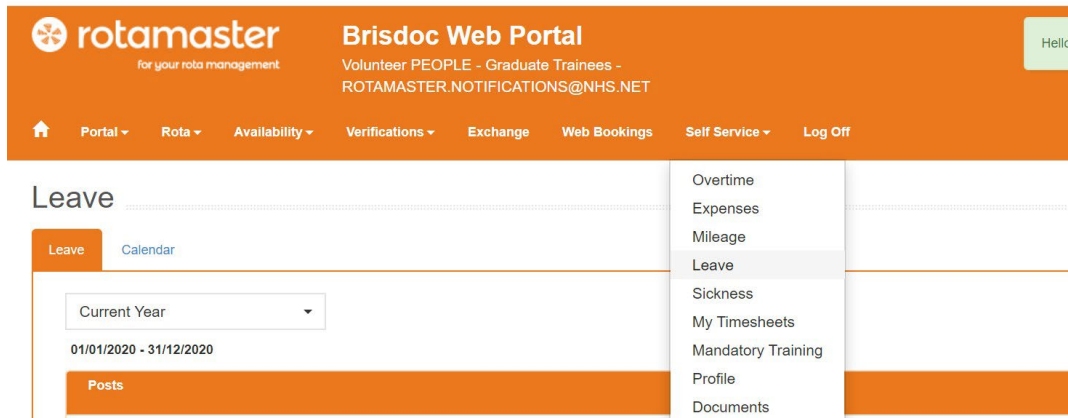 rotamaster
for your rota management
Brisdoc Web Portal
Volunteer PEOPLE - Graduate Trainees -
ROTAMASTER.NOTIFICATIONS@NHS.NET
Hello
Portal Rota Availability Verifications Exchange Web Bookings Self Service Log Off
Overtime
Expenses
Mileage
Leave
Sickness
My Timesheets
Mandatory Training
Profile
Documents
Leave
Leave Calendar
Current Year
01/01/2020 - 31/12/2020
Posts